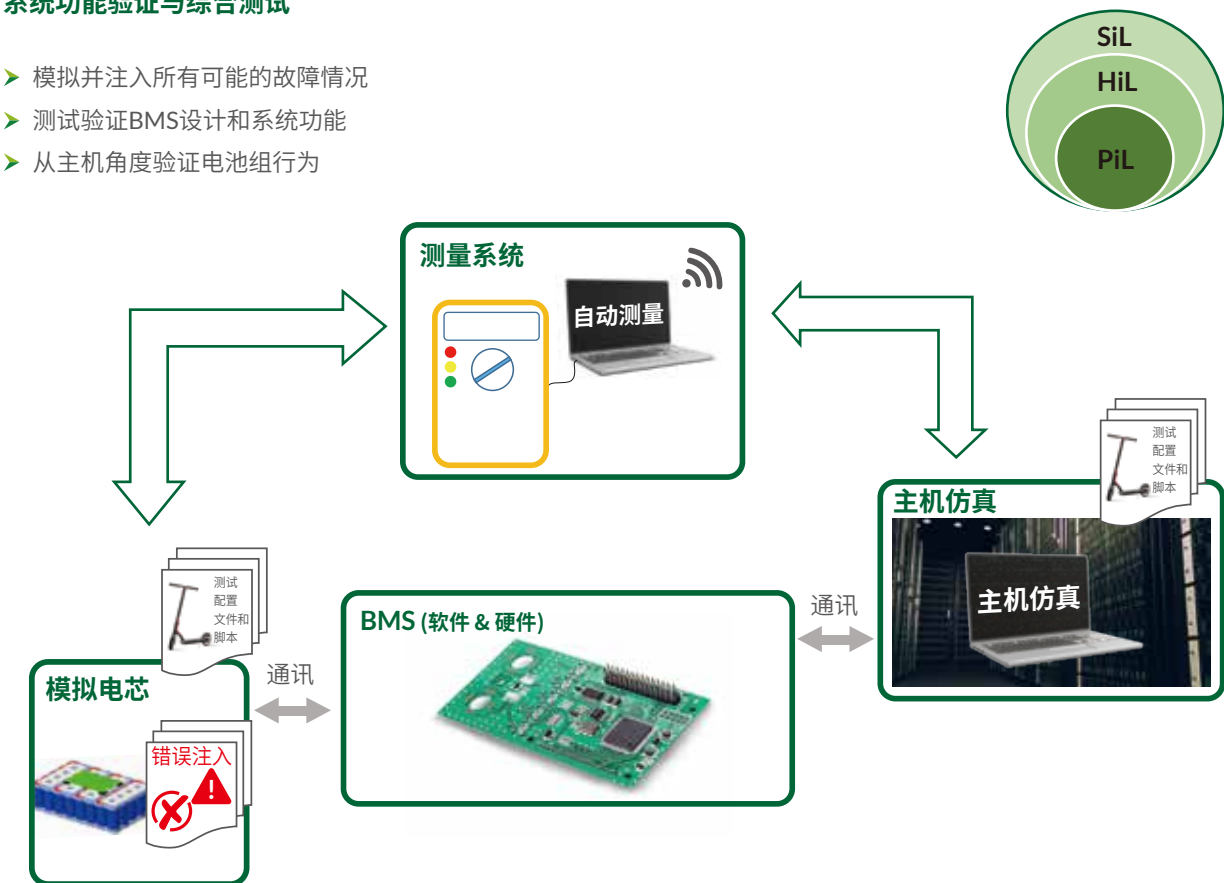 系统功能验证与综合测试
模拟并注入所有可能的故障情况
测试验证BMS设计和系统功能
从主机角度验证电池组行为
SiL
HiL
PiL
测量系统
自动测量
测试
配置
文件和
脚本
主机仿真
主机仿真
通讯
BMS (软件 & 硬件)
测试
配置
文件和
脚本
通讯
模拟电芯
错误注入